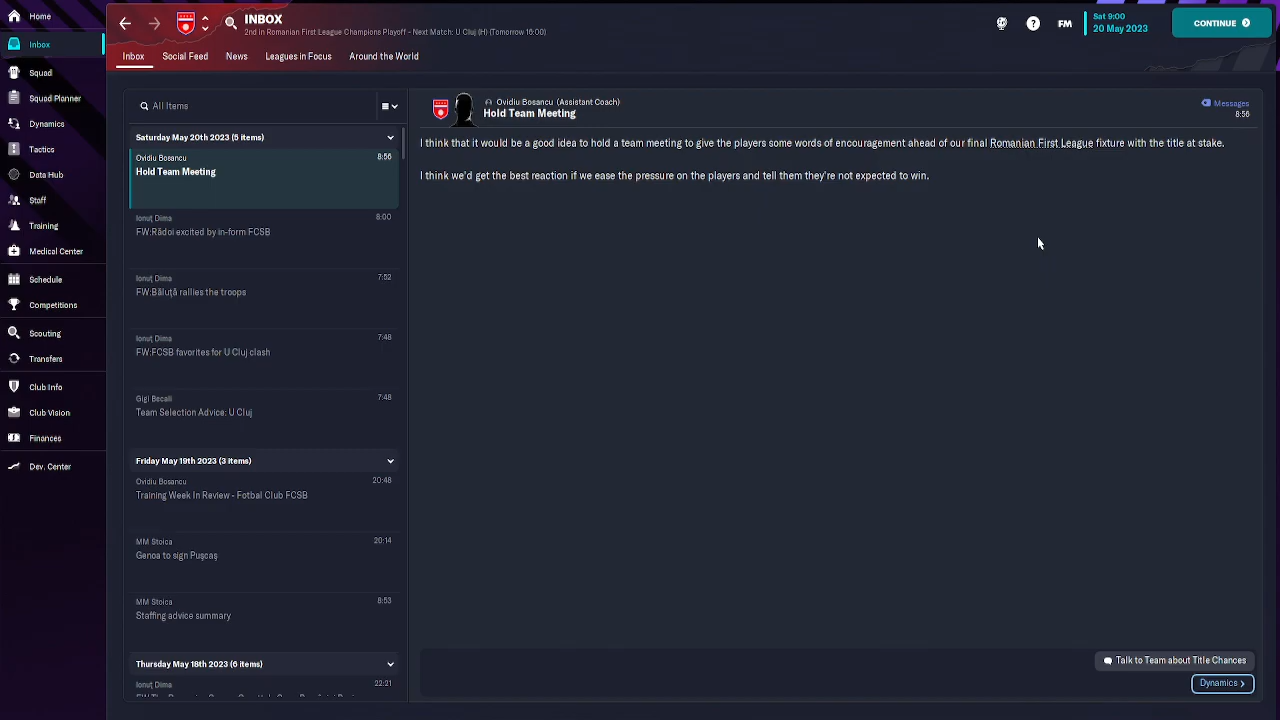 Home
INBOX
2nd in Romanian First League Champions Playoff - Next Match: U Cluj (H) (Tomorrow 16:00)
FM
Sat 9:00
20 May 2023
CONTINUE
Inbox
Squad
Squad Planner
Dynamics
Tactics
Data Hub
Staff
Training
Medical Center
Schedule
Competitions
Scouting
Transfers
Club Info
Club Vision
Finances
Dev. Center
Inbox
Social Feed
News
Leagues in Focus
Around the World
All Items
Saturday May 20th 2023 (5 items)
Ovidiu Bosancu
8:56
Hold Team Meeting
Ionuț Dima
8:00
FW:Rădoi excited by in-form FCSB
Ionuț Dima
7:52
FW:Băluță rallies the troops
Ionuț Dima
7:48
FW:FCSB favorites for U Cluj clash
Gigi Becali
7:48
Team Selection Advice: U Cluj
Friday May 19th 2023 (3 items)
Ovidiu Bosancu
20:48
Training Week In Review - Fotbal Club FCSB
MM Stoica
20:14
Genoa to sign Pușcaș
MM Stoica
8:53
Staffing advice summary
Thursday May 18th 2023 (6 items)
Ionuț Dima
22:21
Ovidiu Bosancu (Assistant Coach)
Hold Team Meeting
Messages
8:56
I think that it would be a good idea to hold a team meeting to give the players some words of encouragement ahead of our final Romanian First League fixture with the title at stake.
I think we'd get the best reaction if we ease the pressure on the players and tell them they're not expected to win.
Talk to Team about Title Chances
Dynamics